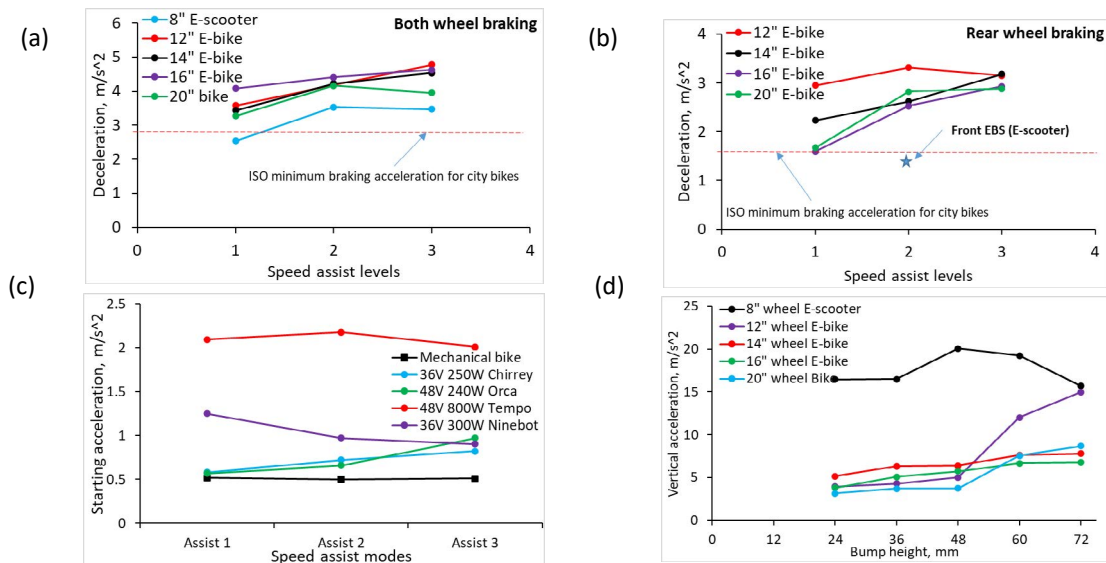 (a)
Both wheel braking
8" E-scooter
12" E-bike
14" E-bike
16" E-bike
20" bike
Deceleration, m/s^2
6
5
4
3
2
1
0
ISO minimum braking acceleration for city bikes
0 1 2 3 4
Speed assist levels
(b)
Rear wheel braking
12" E-bike
14" E-bike
16" E-bike
20" E-bike
Deceleration, m/s^2
4
3
2
1
0
Front EBS (E-scooter)
ISO minimum braking acceleration for city bikes
0 1 2 3 4
Speed assist levels
(c)
Starting acceleration, m/s^2
2.5
2
1.5
1
0.5
0
Mechanical bike
36V 250W Chirrey
48V 240W Orca
48V 800W Tempo
36V 300W Ninebot
Assist 1 Assist 2 Assist 3
Speed assist modes
(d)
8" wheel E-scooter
12" wheel E-bike
14" wheel E-bike
16" wheel E-bike
20" wheel Bike
Vertical acceleration, m/s^2
25
20
15
10
5
0
0 12 24 36 48 60 72
Bump height, mm